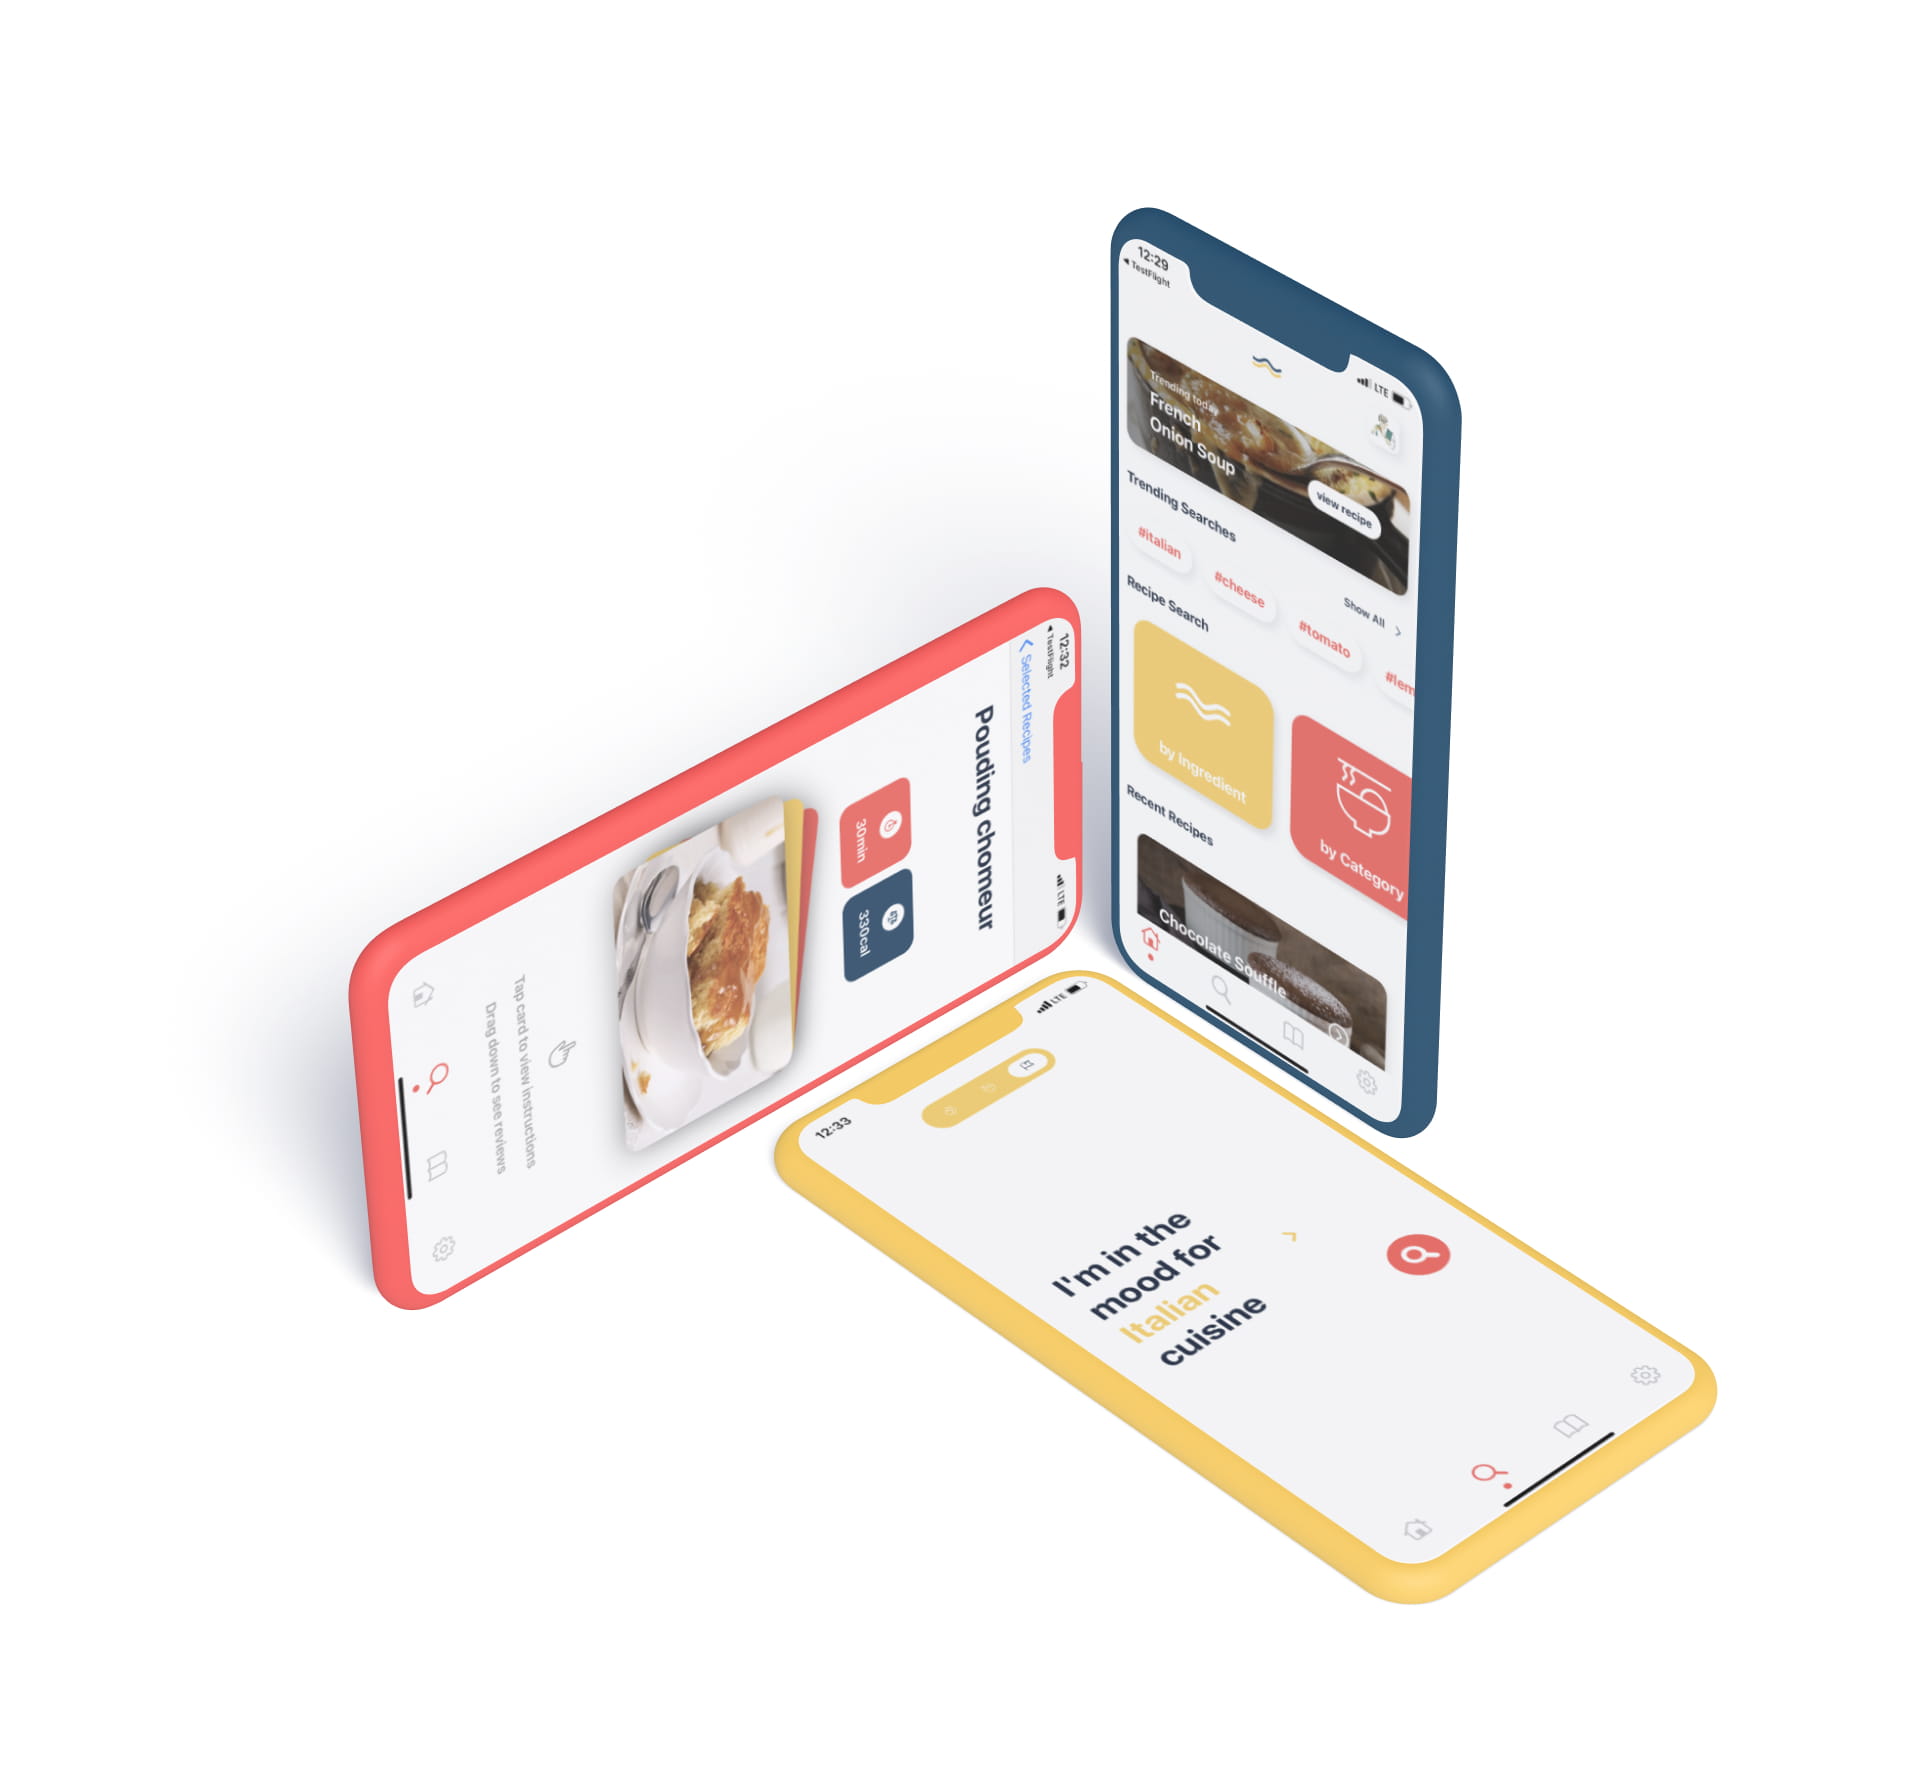 12:29
◀ TestFlight
LTE
Trending today
French
Onion Soup
view recipe
Trending Searches
Show All
#italian
#cheese
#tomato
#lem
Recipe Search
by Ingredient
by Category
Recent Recipes
Chocolate Souffle
12:32
◀ TestFlight
LTE
Selected Recipes
Pouding chomeur
30min
330cal
Tap card to view instructions
Drag down to see reviews
12:33
LTE
I'm in the
mood for
Italian
cuisine